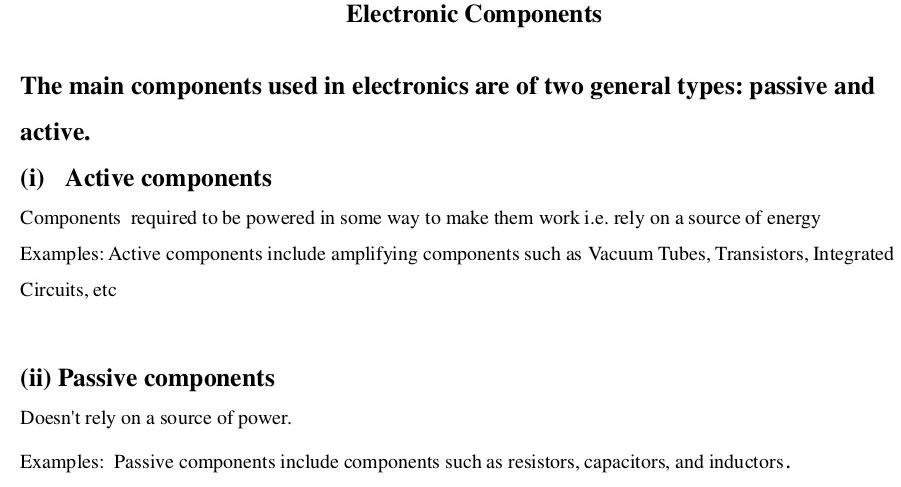 Electronic Components
The main components used in electronics are of two general types: passive and
active.
(i) Active components
Components required to be powered in some way to make them work i.e. rely on a source of energy
Examples: Active components include amplifying components such as Vacuum Tubes, Transistors, Integrated
Circuits, etc
(ii) Passive components
Doesn't rely on a source of power.
Examples: Passive components include components such as resistors, capacitors, and inductors.